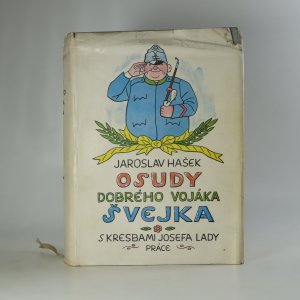 JAROSLAV HAŠEK
OSUDY
DOBRÉHO VOJÁKA
ŠVEJKA
S KRESBAMI JOSEFA LADY
PRÁCE